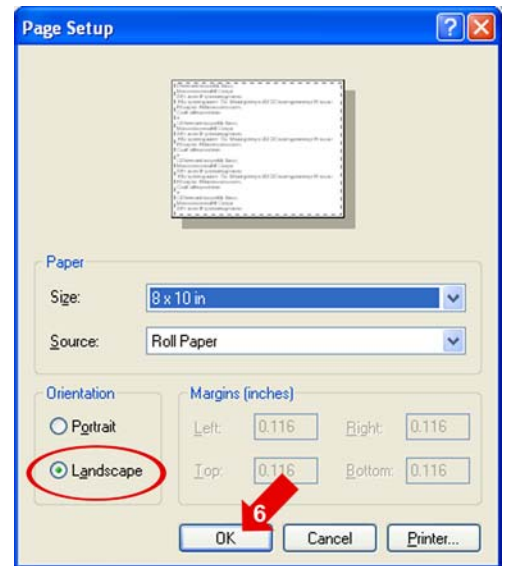 Page Setup
Paper
Size: 8 x 10 in
Source: Roll Paper
Orientation
Portrait
Landscape
Margins (inches)
Left: 0.116 Right: 0.116
Top: 0.116 Bottom: 0.116
6
OK Cancel Printer...